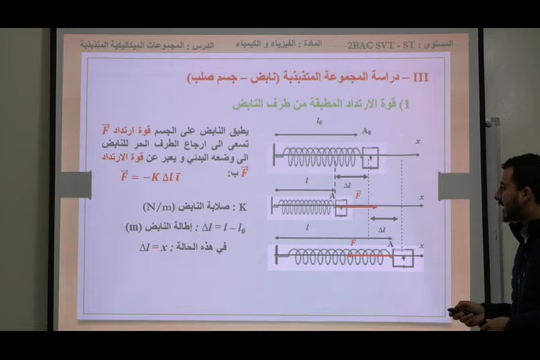 المستوى : 2BAC SVT - ST
المادة : الفيزياء و الكيمياء
الدرس : المجموعات الميكانيكية المتذبذبة
III – دراسة المجموعة المتذبذبة (نابض – جسم صلب)
1) قوة الارتداد المطبقة من طرف النابض
يطبق النابض على الجسم قوة ارتداد F⃗
تسعى الى ارجاع الطرف الحر للنابض
الى وضعه البدئي و يعبر عن قوة الارتداد
F⃗ ب:
F⃗ = −K Δl i⃗
K : صلابة النابض (N/m)
Δl = l – l₀ : إطالة النابض (m)
في هذه الحالة : Δl = x
l₀
A₀
x
l
Δl
A
F⃗
x
l
Δl
F⃗
A
x